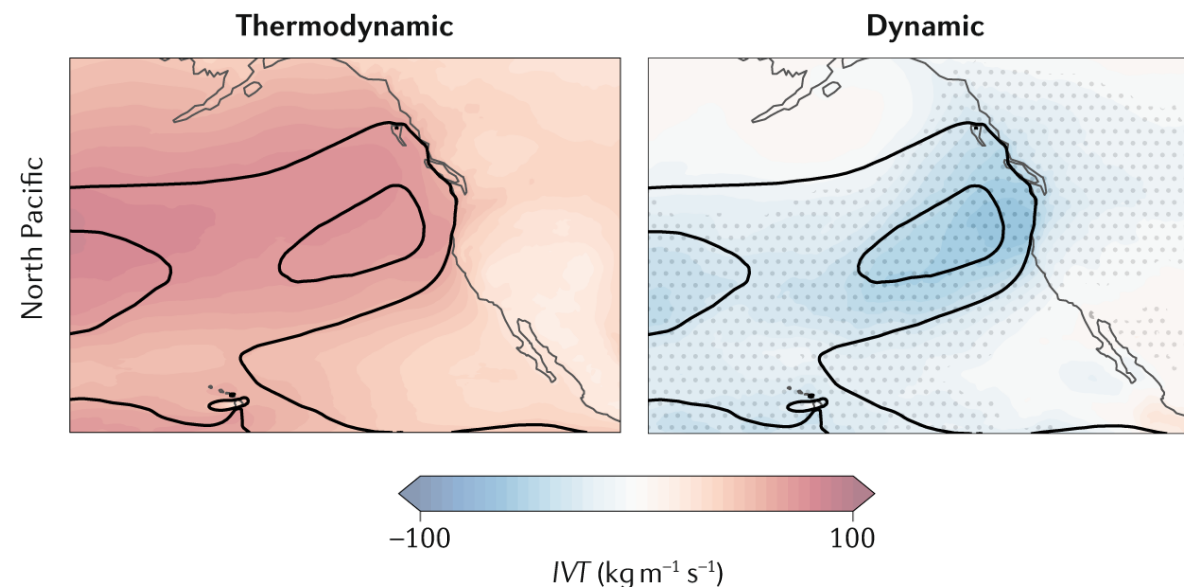 Thermodynamic
Dynamic
North Pacific
−100
100
IVT (kg m⁻¹ s⁻¹)